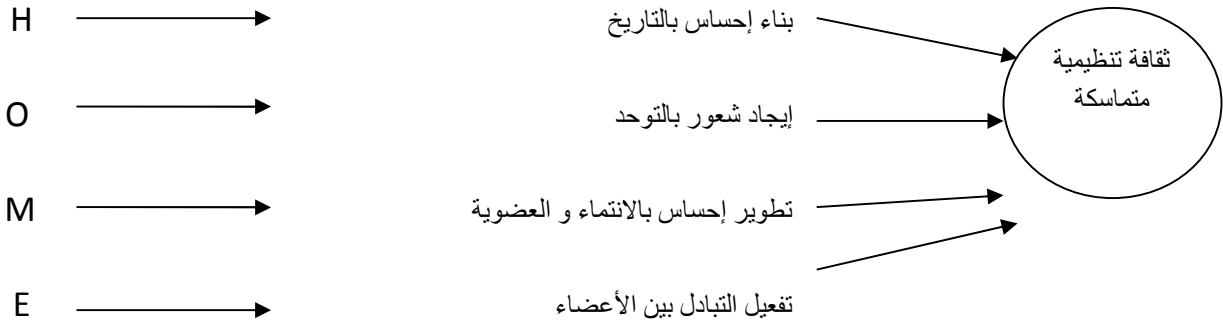 H بناء إحساس بالتاريخ
ثقافة تنظيمية
متماسكة
O إيجاد شعور بالتوحد
M تطوير إحساس بالانتماء و العضوية
E تفعيل التبادل بين الأعضاء